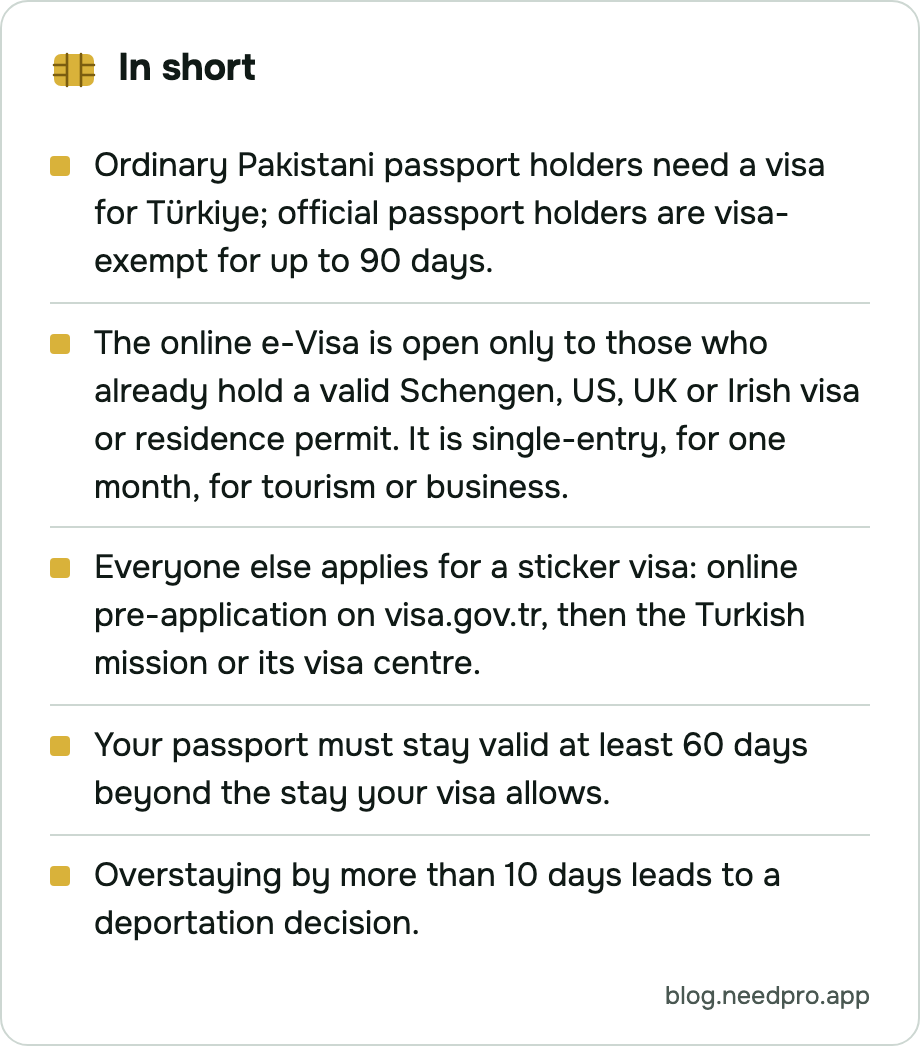 In short
Ordinary Pakistani passport holders need a visa
for Türkiye; official passport holders are visa-
exempt for up to 90 days.
The online e-Visa is open only to those who
already hold a valid Schengen, US, UK or Irish visa
or residence permit. It is single-entry, for one
month, for tourism or business.
Everyone else applies for a sticker visa: online
pre-application on visa.gov.tr, then the Turkish
mission or its visa centre.
Your passport must stay valid at least 60 days
beyond the stay your visa allows.
Overstaying by more than 10 days leads to a
deportation decision.
blog.needpro.app